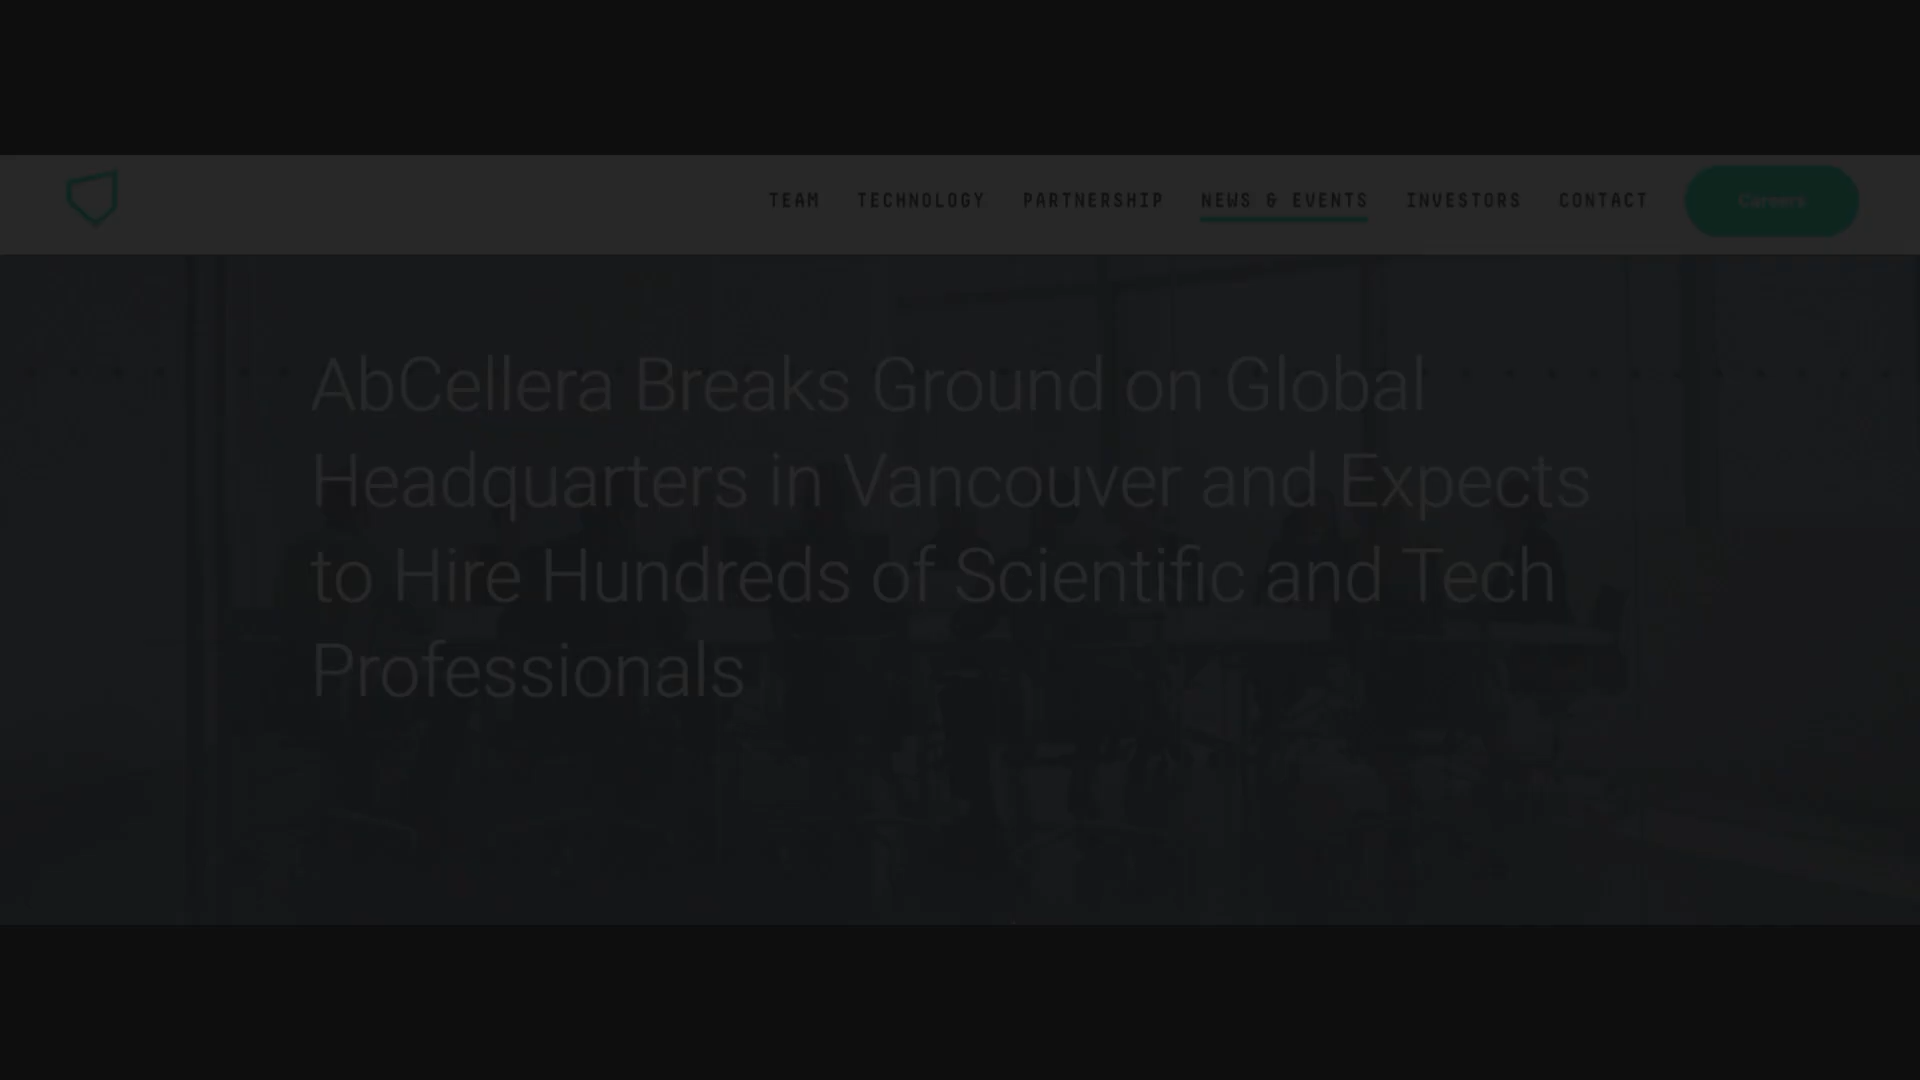 TEAM TECHNOLOGY PARTNERSHIP NEWS & EVENTS INVESTORS CONTACT Careers
AbCellera Breaks Ground on Global
Headquarters in Vancouver and Expects
to Hire Hundreds of Scientific and Tech
Professionals